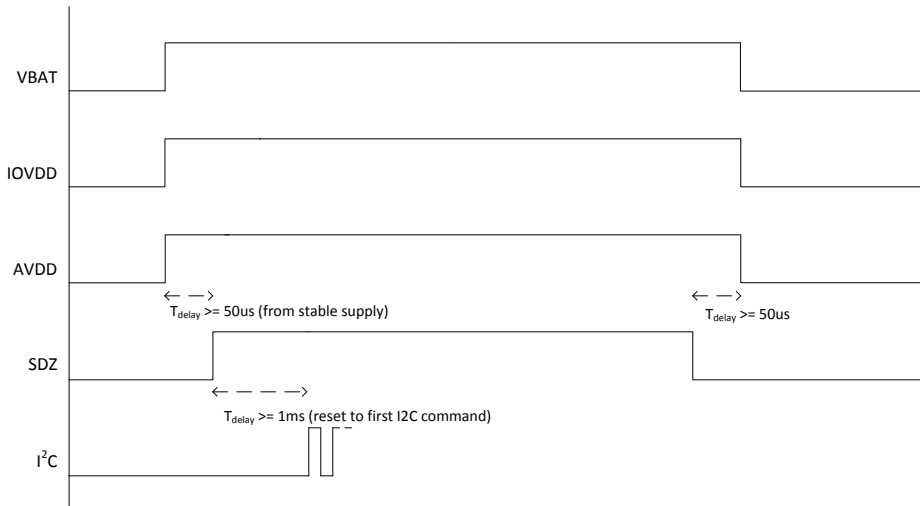 VBAT
IOVDD
AVDD
Tdelay >= 50us (from stable supply)
Tdelay >= 50us
SDZ
Tdelay >= 1ms (reset to first I2C command)
I²C